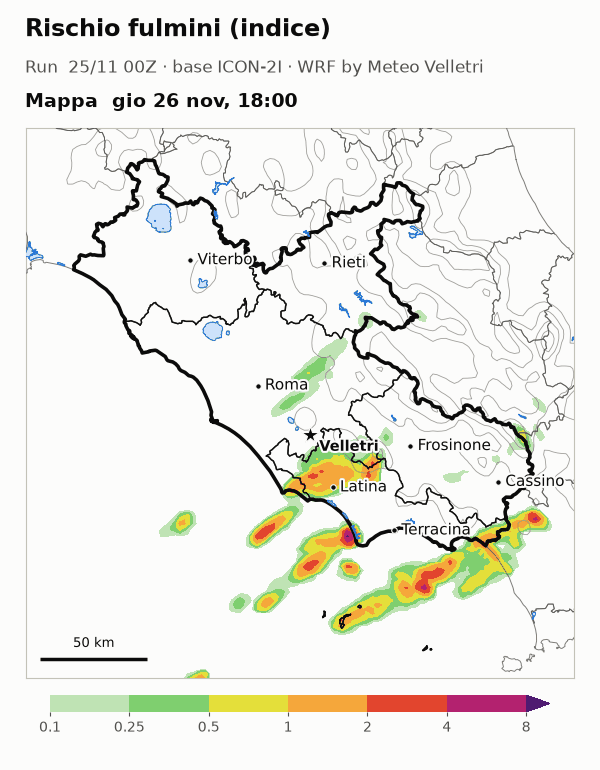 Rischio fulmini (indice)
Run 25/11 00Z · base ICON-2I · WRF by Meteo Velletri
Mappa gio 26 nov, 18:00
Viterbo
Rieti
Roma
Velletri
Frosinone
Latina
Cassino
Terracina
50 km
0.1 0.25 0.5 1 2 4 8